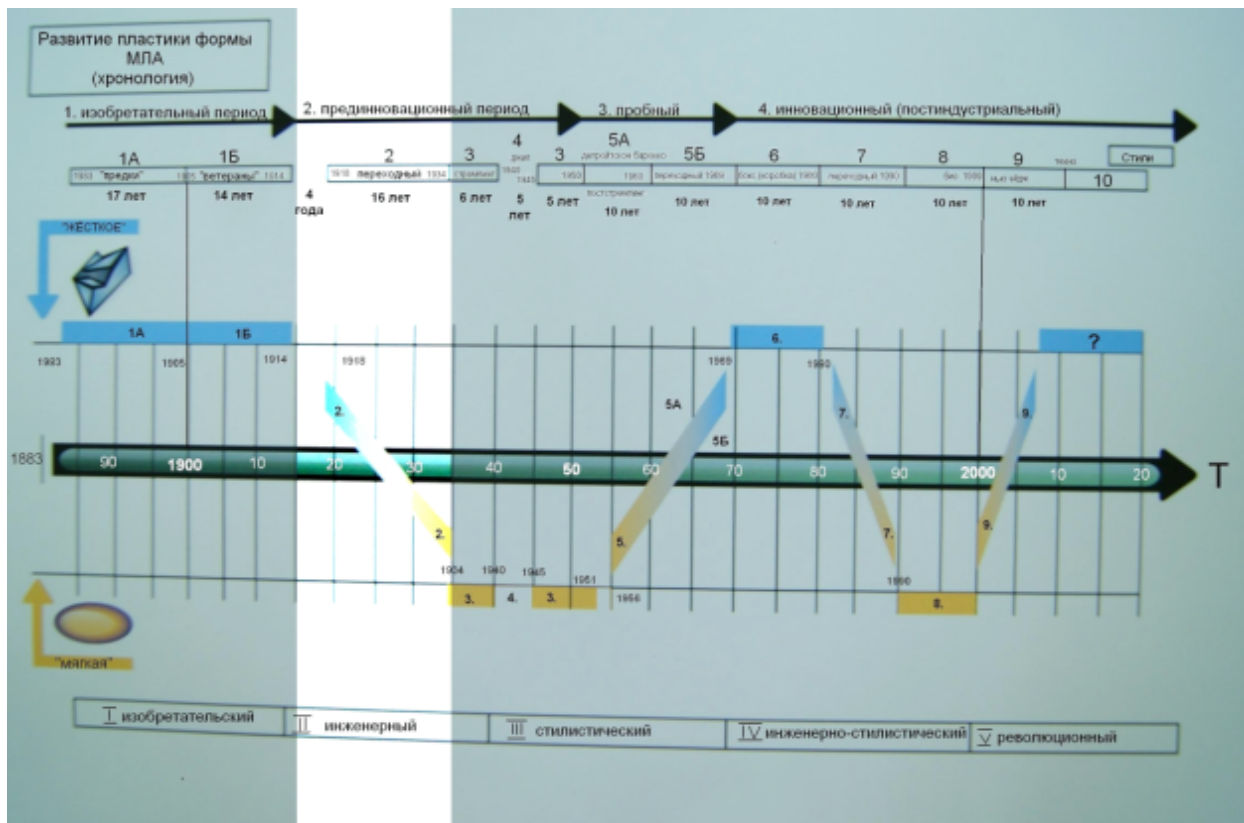 Развитие пластики формы
МЛА
(хронология)
1. изобретательный период
2. прединновационный период
3. пробный
4. инновационный (постиндустриальный)
1А
1Б
2
3
4
3
5А
5Б
6
7
8
9
10
Стили
"предки"
"ветераны" 1914
1918 переходный 1934
17 лет
14 лет
4
года
16 лет
6 лет
5
лет
5 лет
10 лет
10 лет
10 лет
10 лет
10 лет
10 лет
"ЖЁСТКОЕ"
1А
1Б
6.
?
1983
1905
1914
1918
1969
1980
2.
5А
5Б
7.
9.
1883
90
1900
10
20
30
40
50
60
70
80
90
2000
10
20
Т
2.
5.
7.
9.
1934
1940
1945
1951
1956
1990
3.
4.
3.
8.
"мягкая"
I изобретательский
II инженерный
III стилистический
IV инженерно-стилистический
V революционный